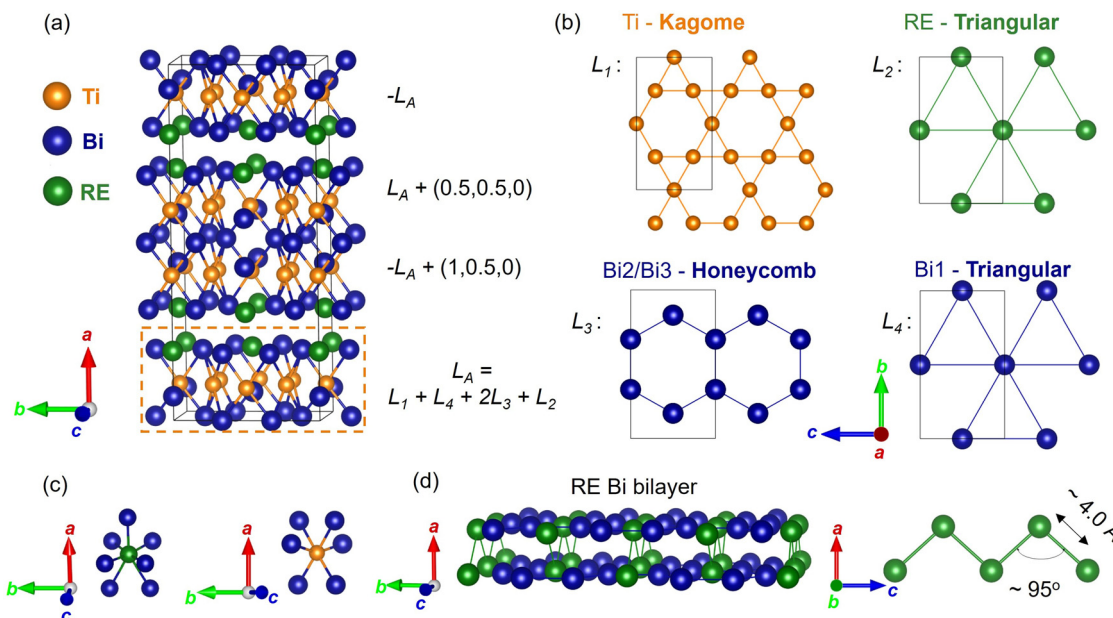 (a)
Ti
Bi
RE
-L_A
L_A + (0.5,0.5,0)
-L_A + (1,0.5,0)
L_A =
L_1 + L_4 + 2L_3 + L_2
a
b
c
(b)
Ti - Kagome
L_1:
RE - Triangular
L_2:
Bi2/Bi3 - Honeycomb
L_3:
Bi1 - Triangular
L_4:
b
c
a
(c)
a
b
c
a
b
c
(d)
RE Bi bilayer
a
b
c
a
b
c
~ 4.0
~ 95°